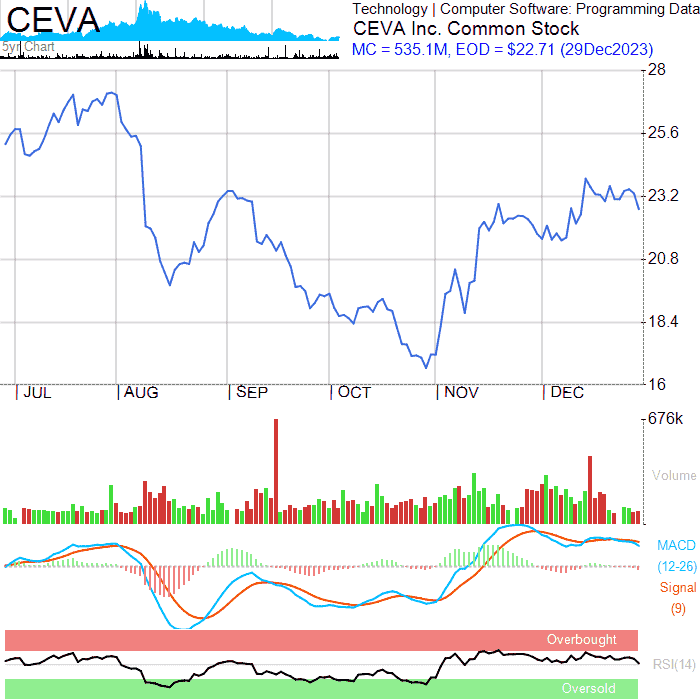 CEVA
5yr Chart
Technology | Computer Software: Programming Data
CEVA Inc. Common Stock
MC = 535.1M, EOD = $22.71 (29Dec2023)
28
25.6
23.2
20.8
18.4
16
JUL AUG SEP OCT NOV DEC
676k
Volume
MACD
(12-26)
Signal
(9)
Overbought
RSI(14)
Oversold